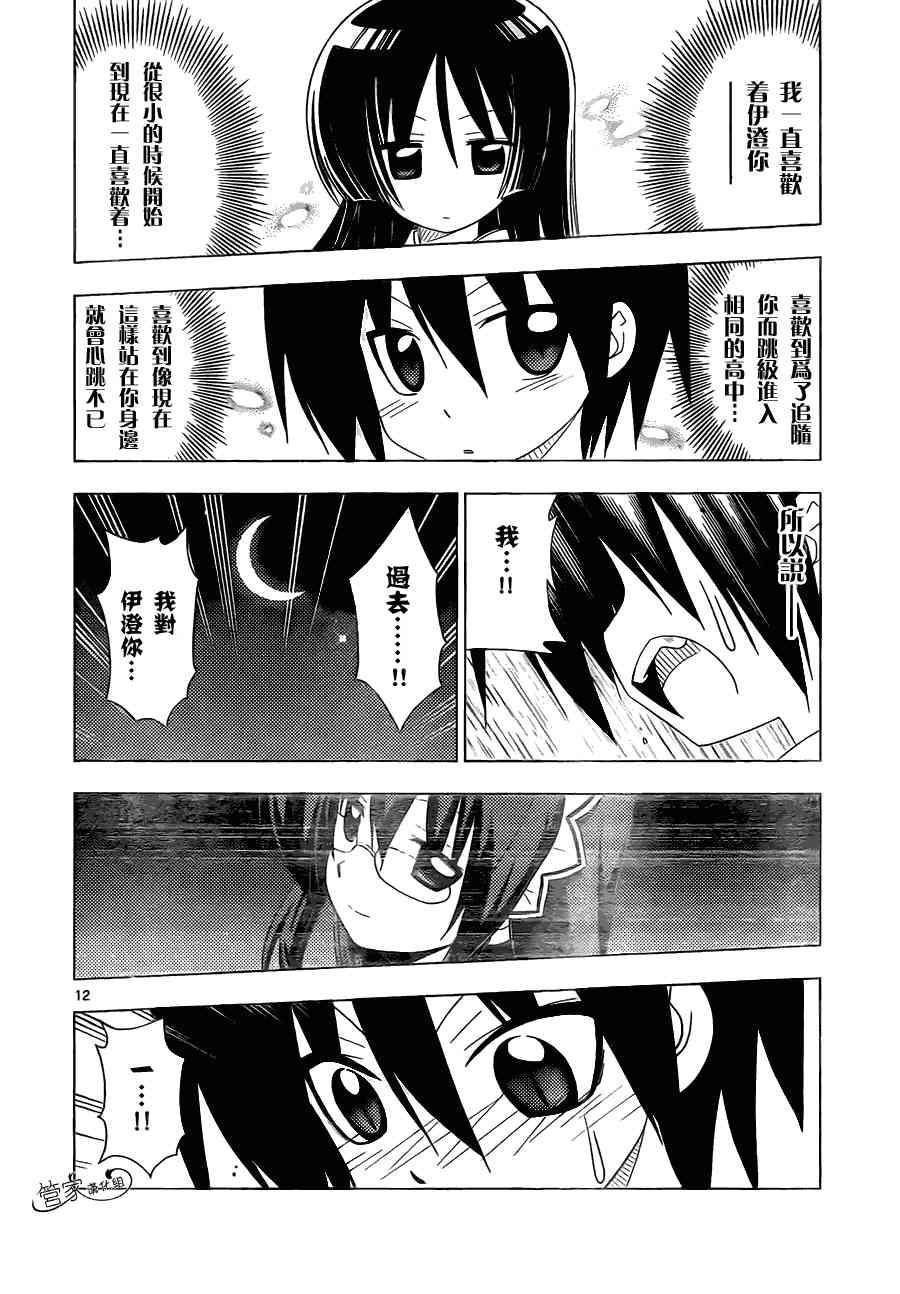 我一直喜歡
着伊澄你
——
從很小的時候開始
到現在一直喜歡着…
喜歡到爲了追隨
你而跳級進入
相同的高中…
喜歡到像現在
這樣站在你身邊
就會心跳不已
所以說——
我…!!
過去……!!
我對
伊澄你…
12
一…!!
管家
漢化組